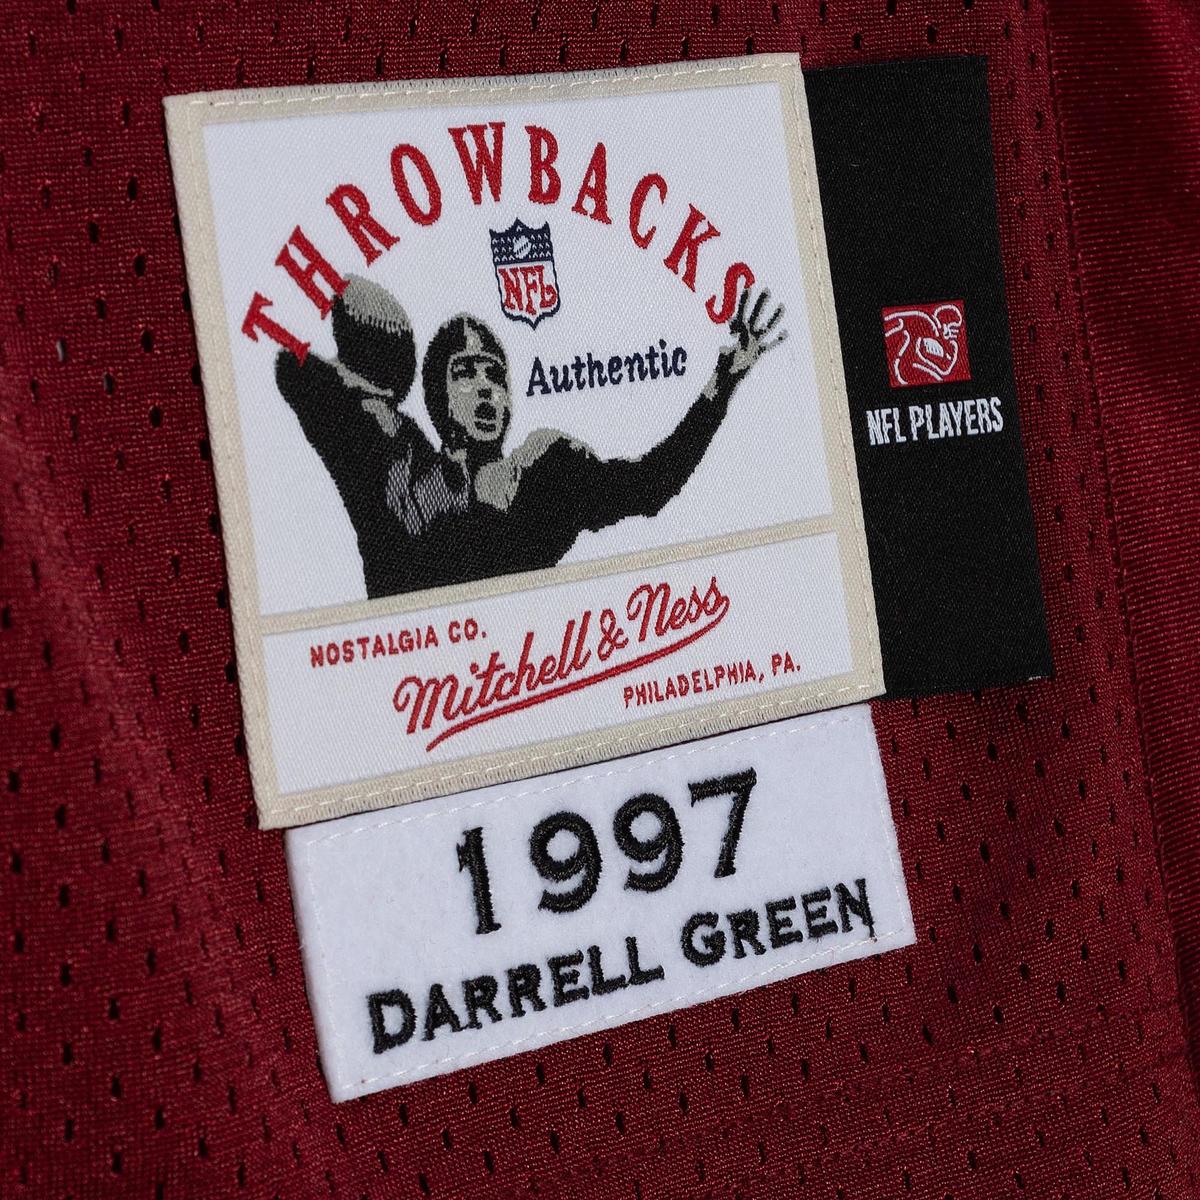 THROWBACKS
NFL
Authentic
NFL PLAYERS
NOSTALGIA CO.
Mitchell & Ness
PHILADELPHIA, PA.
1997
DARRELL GREEN